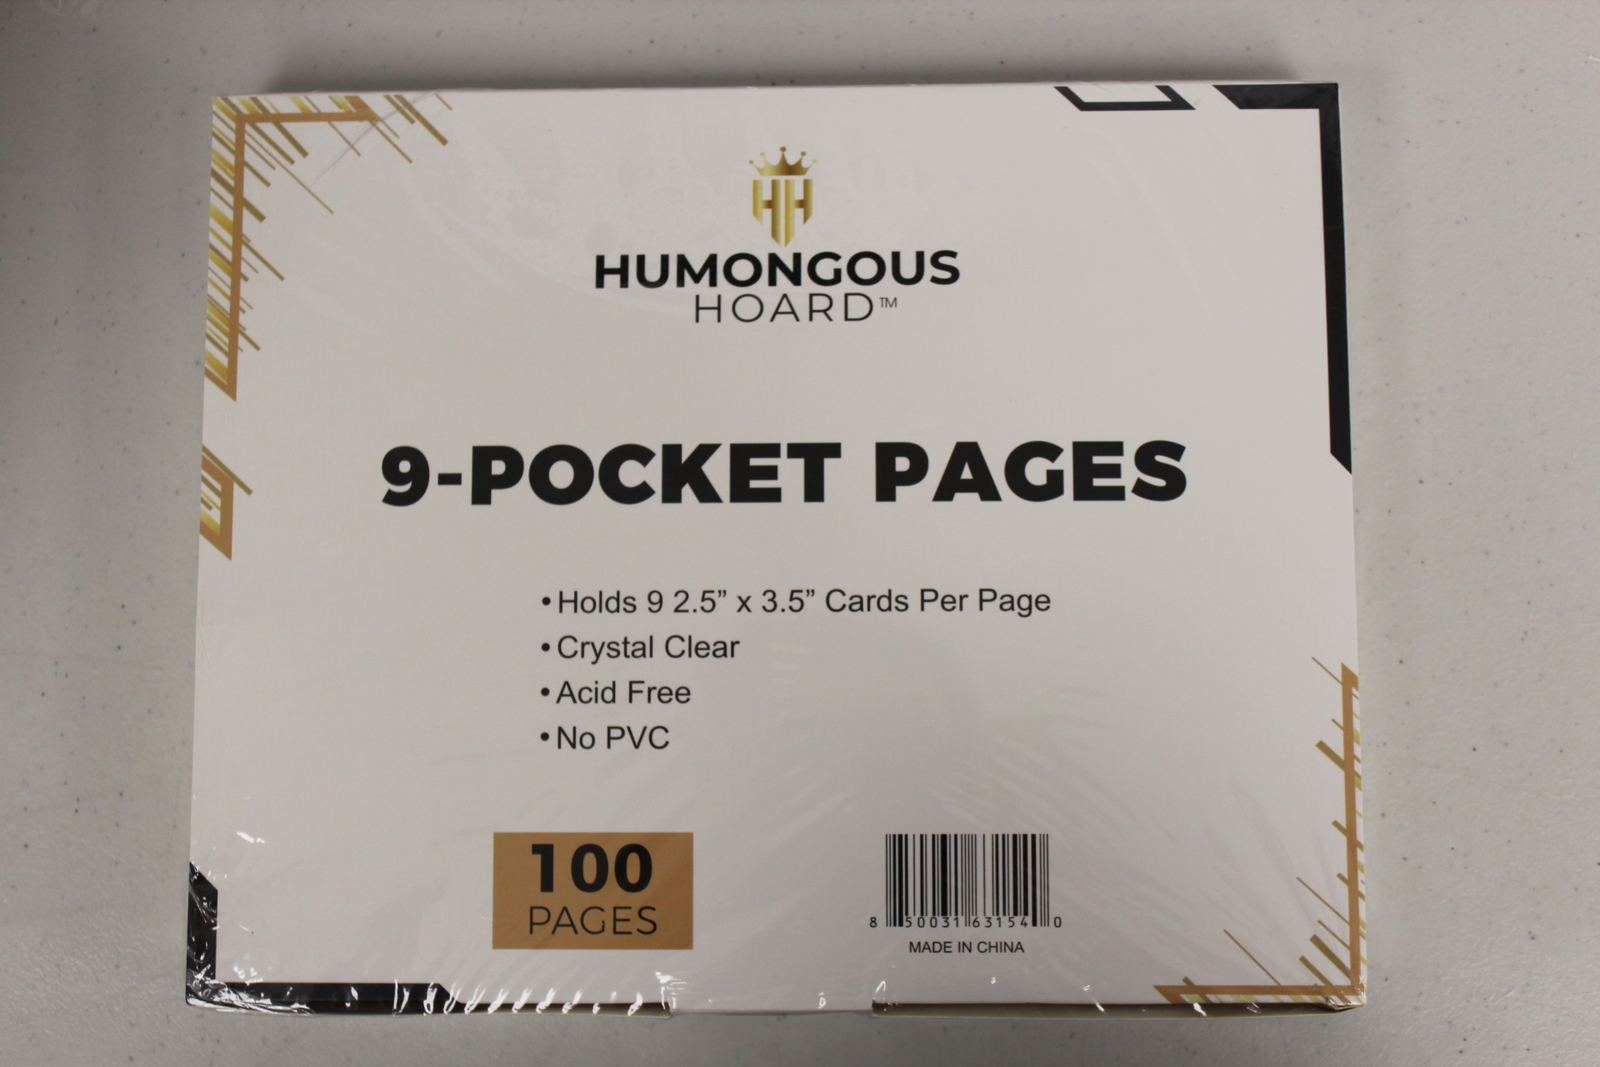 HH
HUMONGOUS
HOARD™
9-POCKET PAGES
•Holds 9 2.5” x 3.5” Cards Per Page
•Crystal Clear
•Acid Free
•No PVC
100
PAGES
8 50031 63154 0
MADE IN CHINA